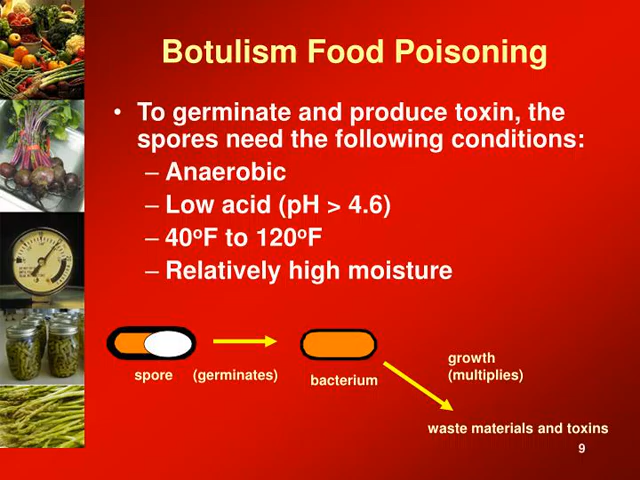 Botulism Food Poisoning
• To germinate and produce toxin, the
spores need the following conditions:
– Anaerobic
– Low acid (pH > 4.6)
– 40ºF to 120ºF
– Relatively high moisture
spore (germinates)
bacterium
growth
(multiplies)
waste materials and toxins
9